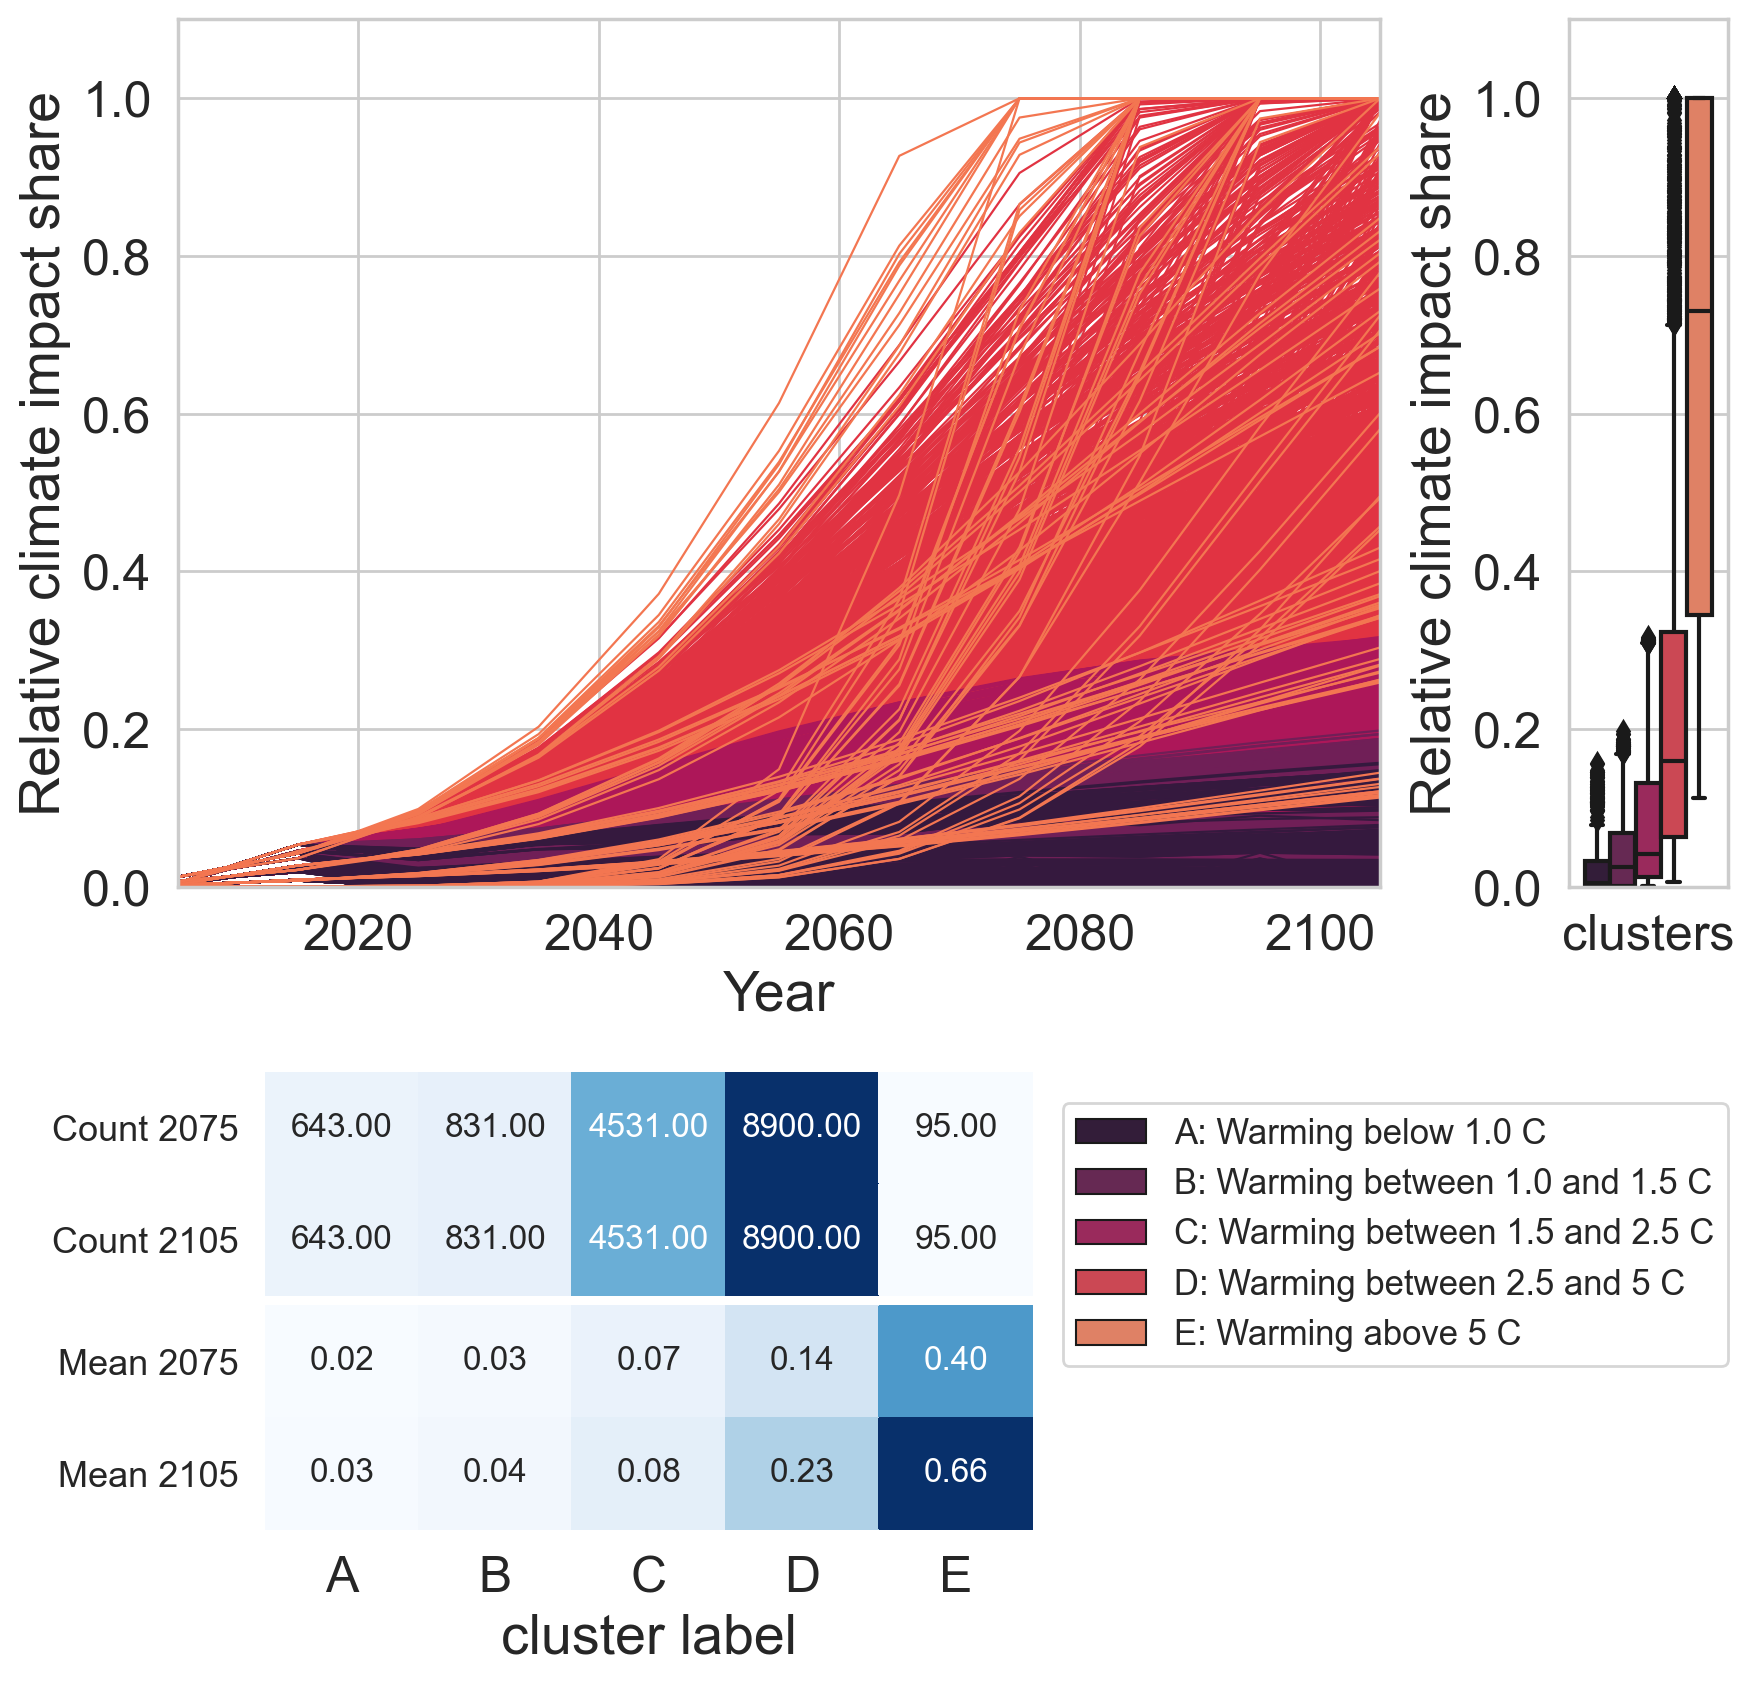 Relative climate impact share
1.0
0.8
0.6
0.4
0.2
0.0
2020 2040 2060 2080 2100
Year
Relative climate impact share
1.0
0.8
0.6
0.4
0.2
0.0
clusters
Count 2075 643.00 831.00 4531.00 8900.00 95.00
Count 2105 643.00 831.00 4531.00 8900.00 95.00
Mean 2075 0.02 0.03 0.07 0.14 0.40
Mean 2105 0.03 0.04 0.08 0.23 0.66
A B C D E
cluster label
A: Warming below 1.0 C
B: Warming between 1.0 and 1.5 C
C: Warming between 1.5 and 2.5 C
D: Warming between 2.5 and 5 C
E: Warming above 5 C